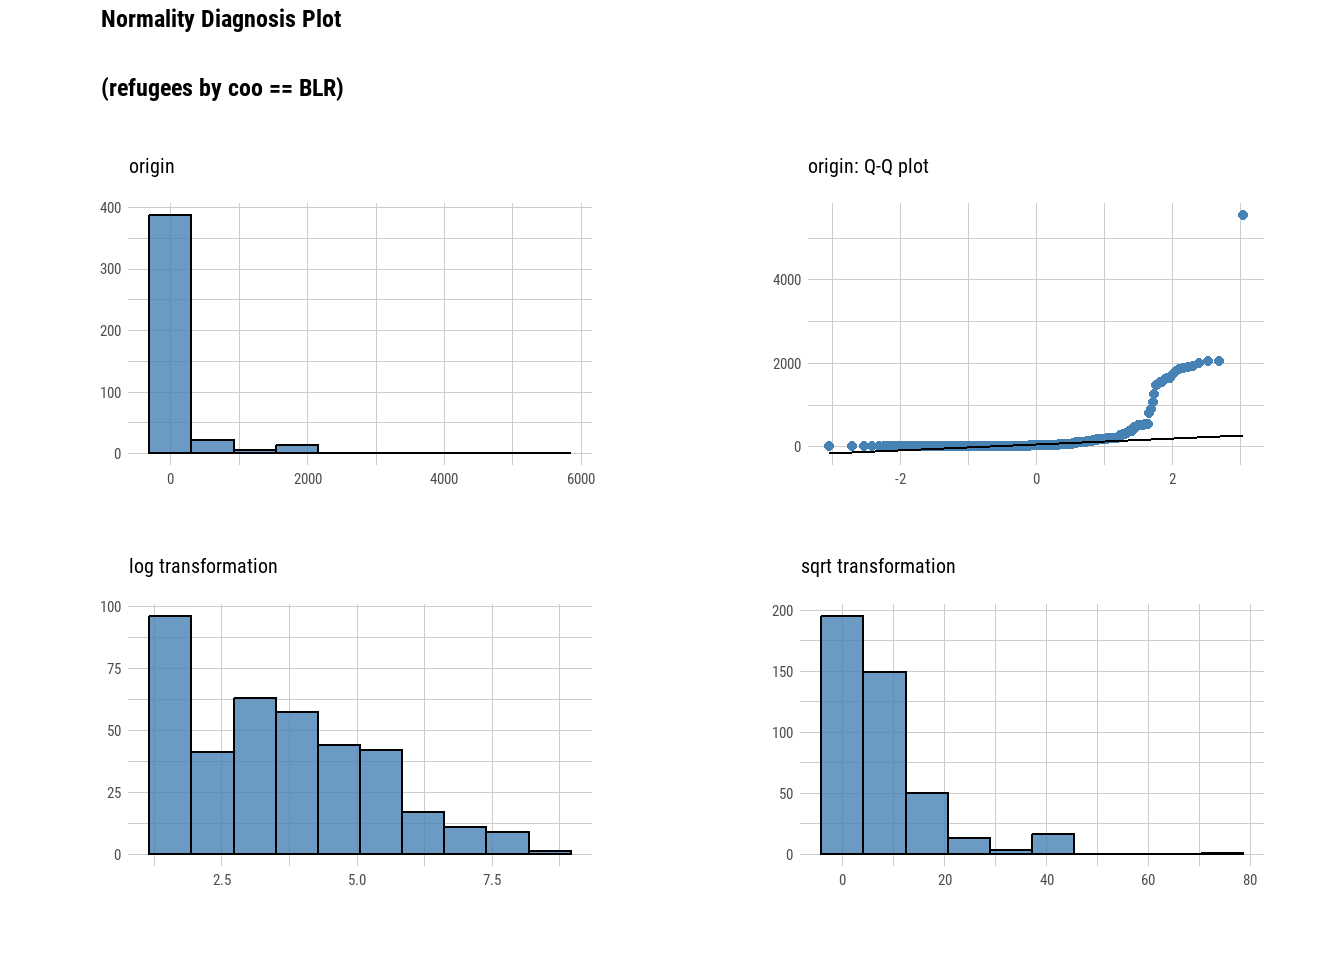 Normality Diagnosis Plot
(refugees by coo == BLR)
origin
400
300
200
100
0
0 2000 4000 6000
origin: Q-Q plot
4000
2000
0
-2 0 2
log transformation
100
75
50
25
0
2.5 5.0 7.5
sqrt transformation
200
150
100
50
0
0 20 40 60 80